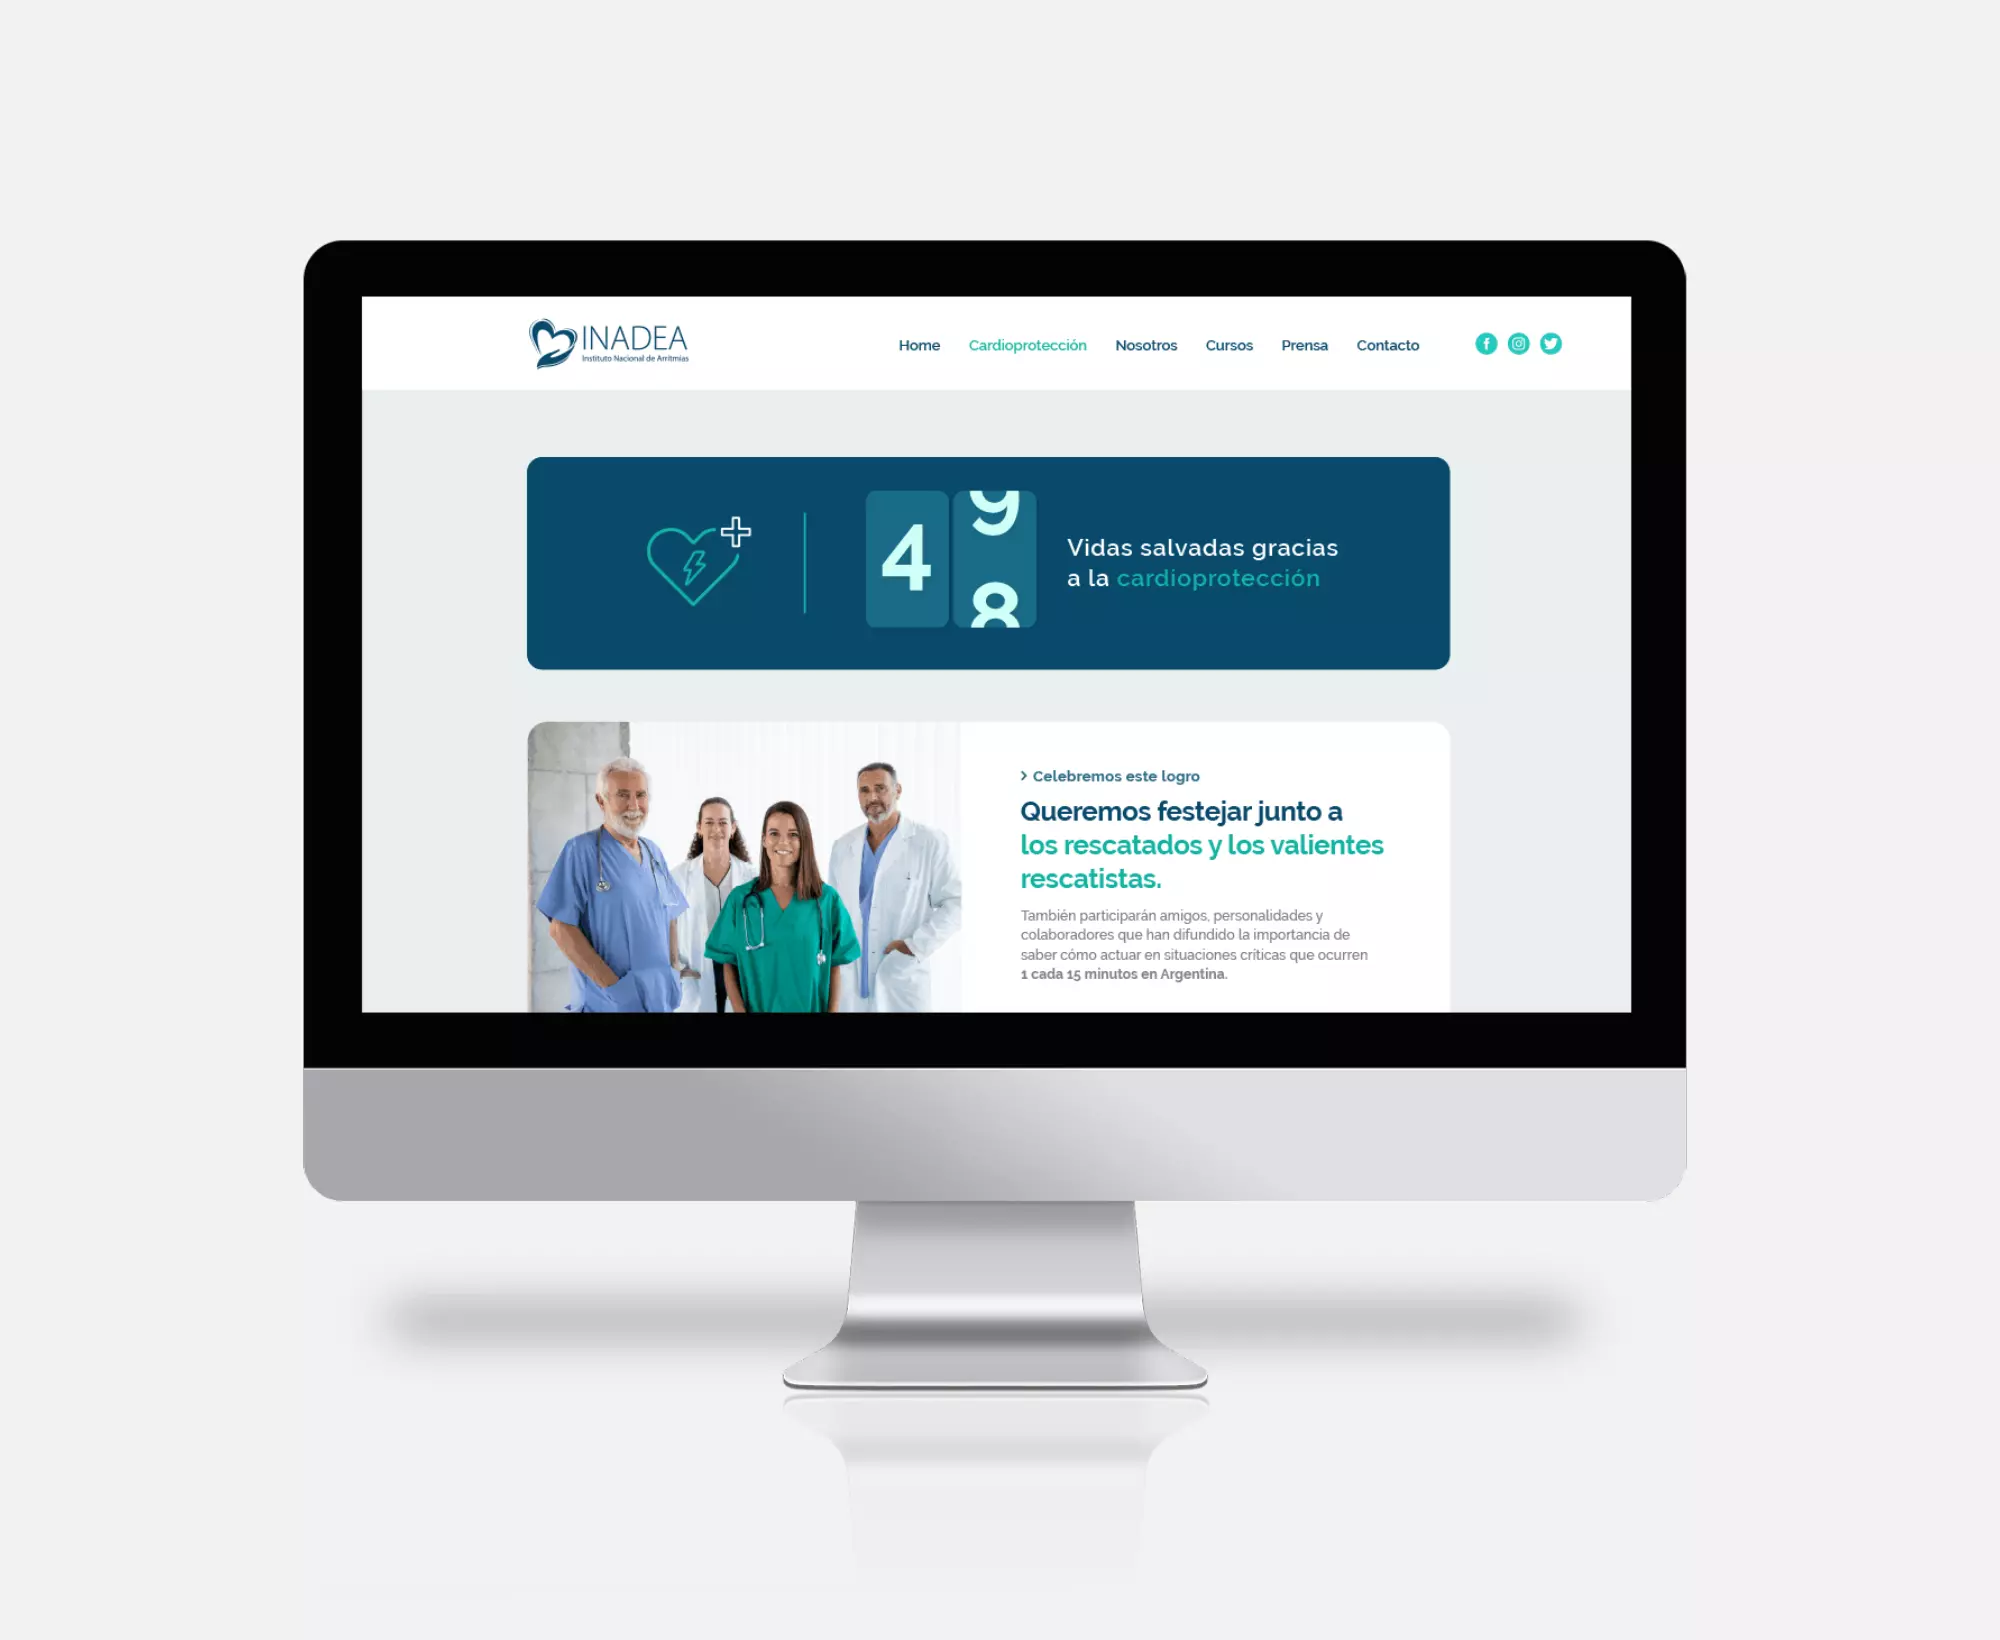 INADEA
Instituto Nacional de Arritmias
Home Cardioprotección Nosotros Cursos Prensa Contacto
4 9
8
Vidas salvadas gracias
a la cardioprotección
Celebremos este logro
Queremos festejar junto a
los rescatados y los valientes
rescatistas.
También participarán amigos, personalidades y
colaboradores que han difundido la importancia de
saber cómo actuar en situaciones críticas que ocurren
1 cada 15 minutos en Argentina.